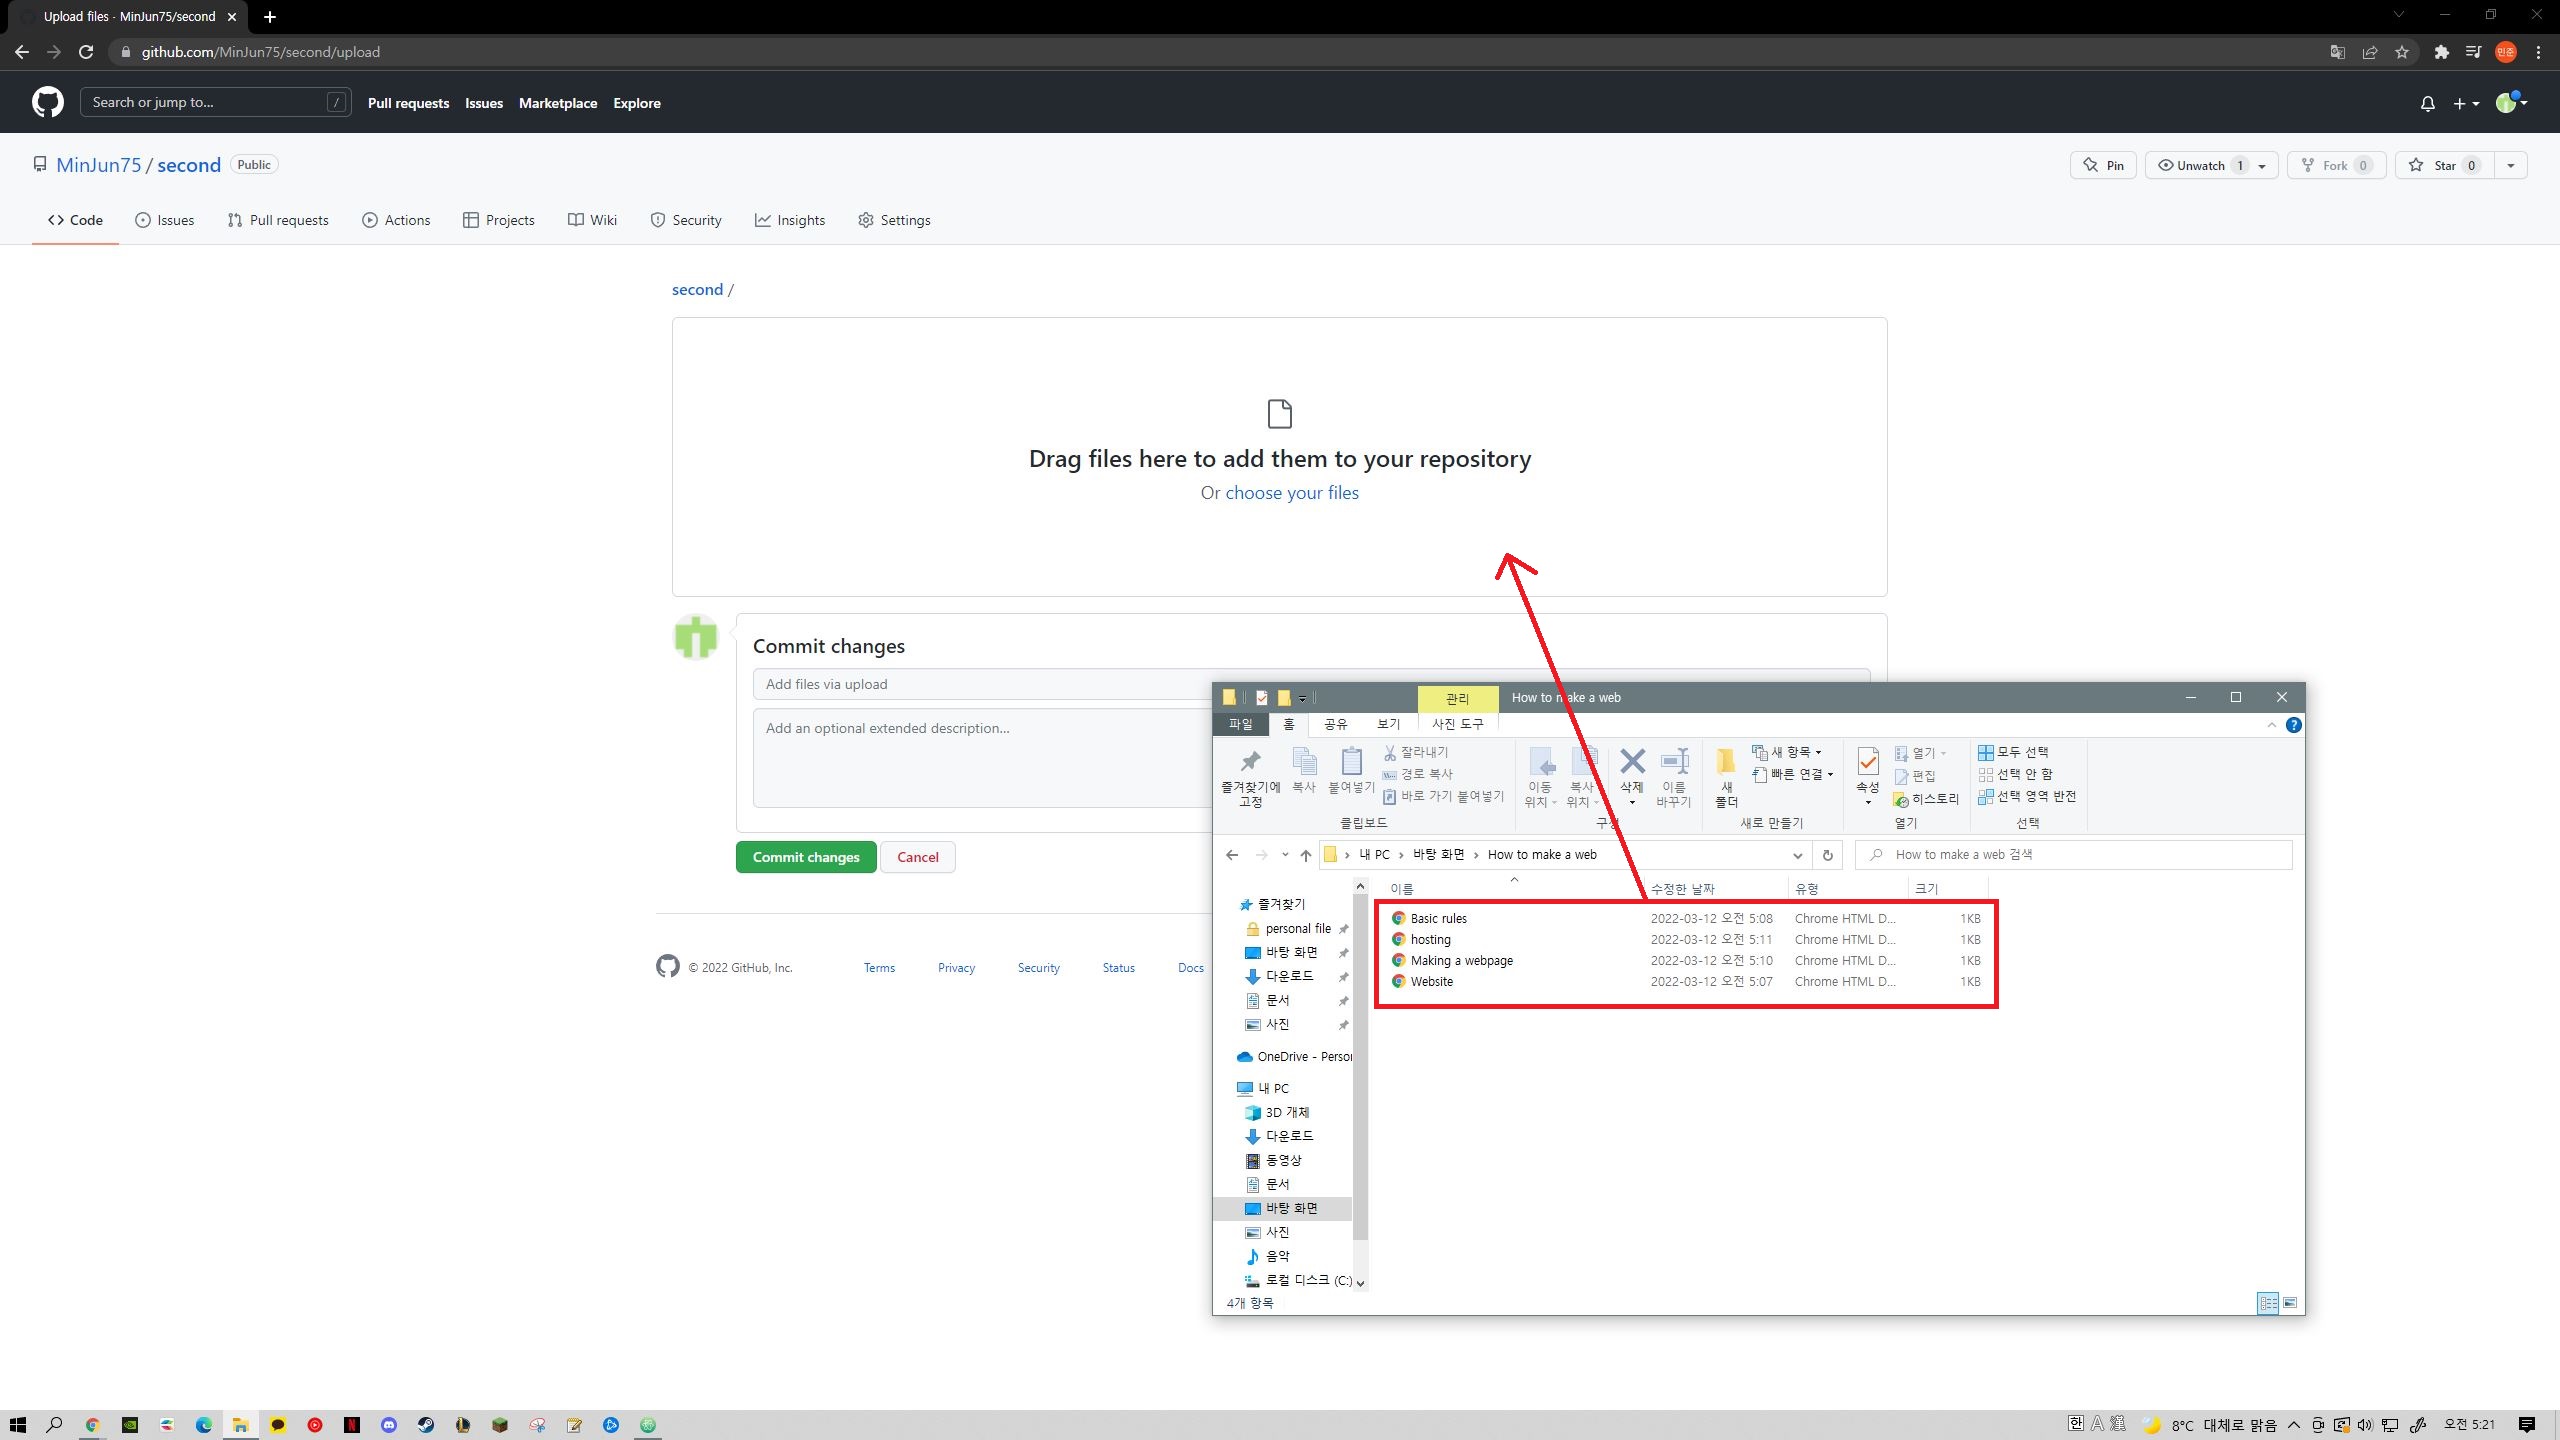 Upload files · MinJun75/second
github.com/MinJun75/second/upload
민준
Search or jump to...
/
Pull requests
Issues
Marketplace
Explore
MinJun75 / second
Public
Pin
Unwatch 1
Fork 0
Star 0
Code
Issues
Pull requests
Actions
Projects
Wiki
Security
Insights
Settings
second /
Drag files here to add them to your repository
Or choose your files
Commit changes
Add files via upload
Add an optional extended description...
Commit changes
Cancel
© 2022 GitHub, Inc.
Terms
Privacy
Security
Status
Docs
관리
파일
홈
공유
보기
사진 도구
즐겨찾기에
고정
복사
붙여넣기
잘라내기
경로 복사
바로 가기 붙여넣기
클립보드
이동
위치
복사
위치
삭제
이름
바꾸기
새
폴더
새 항목
빠른 연결
새로 만들기
속성
열기
편집
히스토리
열기
모두 선택
선택 안 함
선택 영역 반전
선택
내 PC › 바탕 화면 › How to make a web
How to make a web 검색
즐겨찾기
personal file
바탕 화면
다운로드
문서
사진
내 PC
3D 개체
다운로드
동영상
문서
바탕 화면
사진
음악
로컬 디스크 (C:)
이름 수정한 날짜 유형 크기
Basic rules 2022-03-12 오전 5:08 Chrome HTML D... 1KB
hosting 2022-03-12 오전 5:11 Chrome HTML D... 1KB
Making a webpage 2022-03-12 오전 5:10 Chrome HTML D... 1KB
Website 2022-03-12 오전 5:07 Chrome HTML D... 1KB
4개 항목
한 A 漢
8°C 대체로 맑음
오전 5:21